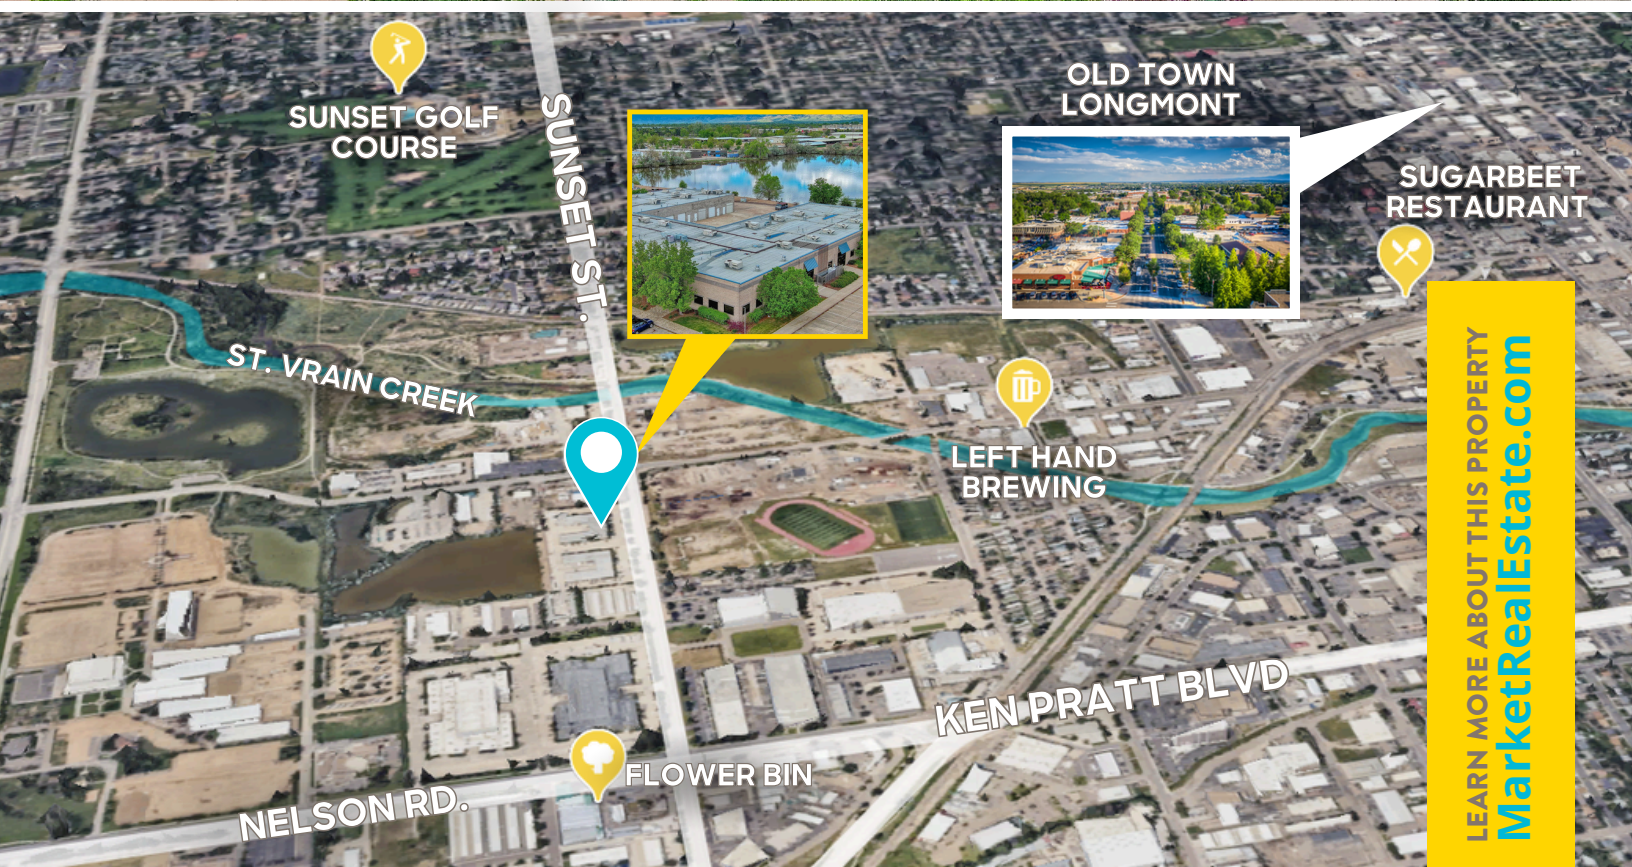 SUNSET GOLF
COURSE
SUNSET ST.
OLD TOWN
LONGMONT
SUGARBEET
RESTAURANT
ST. VRAIN CREEK
LEFT HAND
BREWING
KEN PRATT BLVD
FLOWER BIN
NELSON RD.
LEARN MORE ABOUT THIS PROPERTY
MarketRealEstate.com